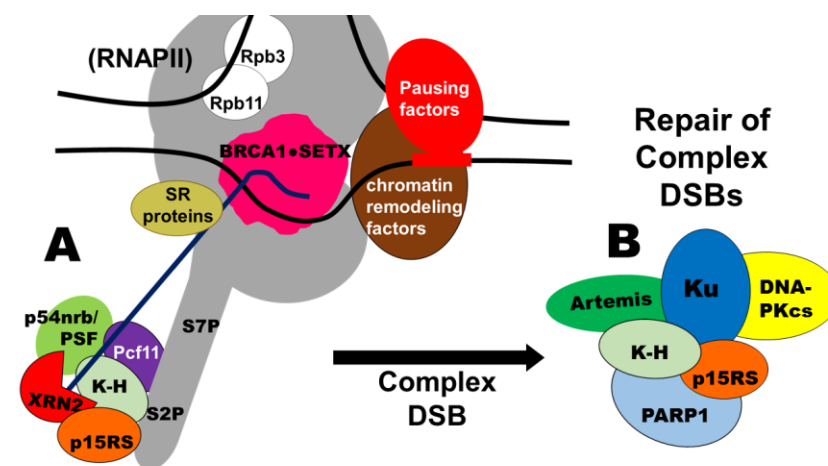 (RNAPII)
Rpb3
Rpb11
Pausing
factors
BRCA1•SETX
chromatin
remodeling
factors
SR
proteins
A
p54nrb/
PSF
Pcf11
K-H
XRN2
p15RS
S7P
S2P
Complex
DSB
Repair of
Complex
DSBs
B
Artemis
Ku
DNA-
PKcs
K-H
p15RS
PARP1